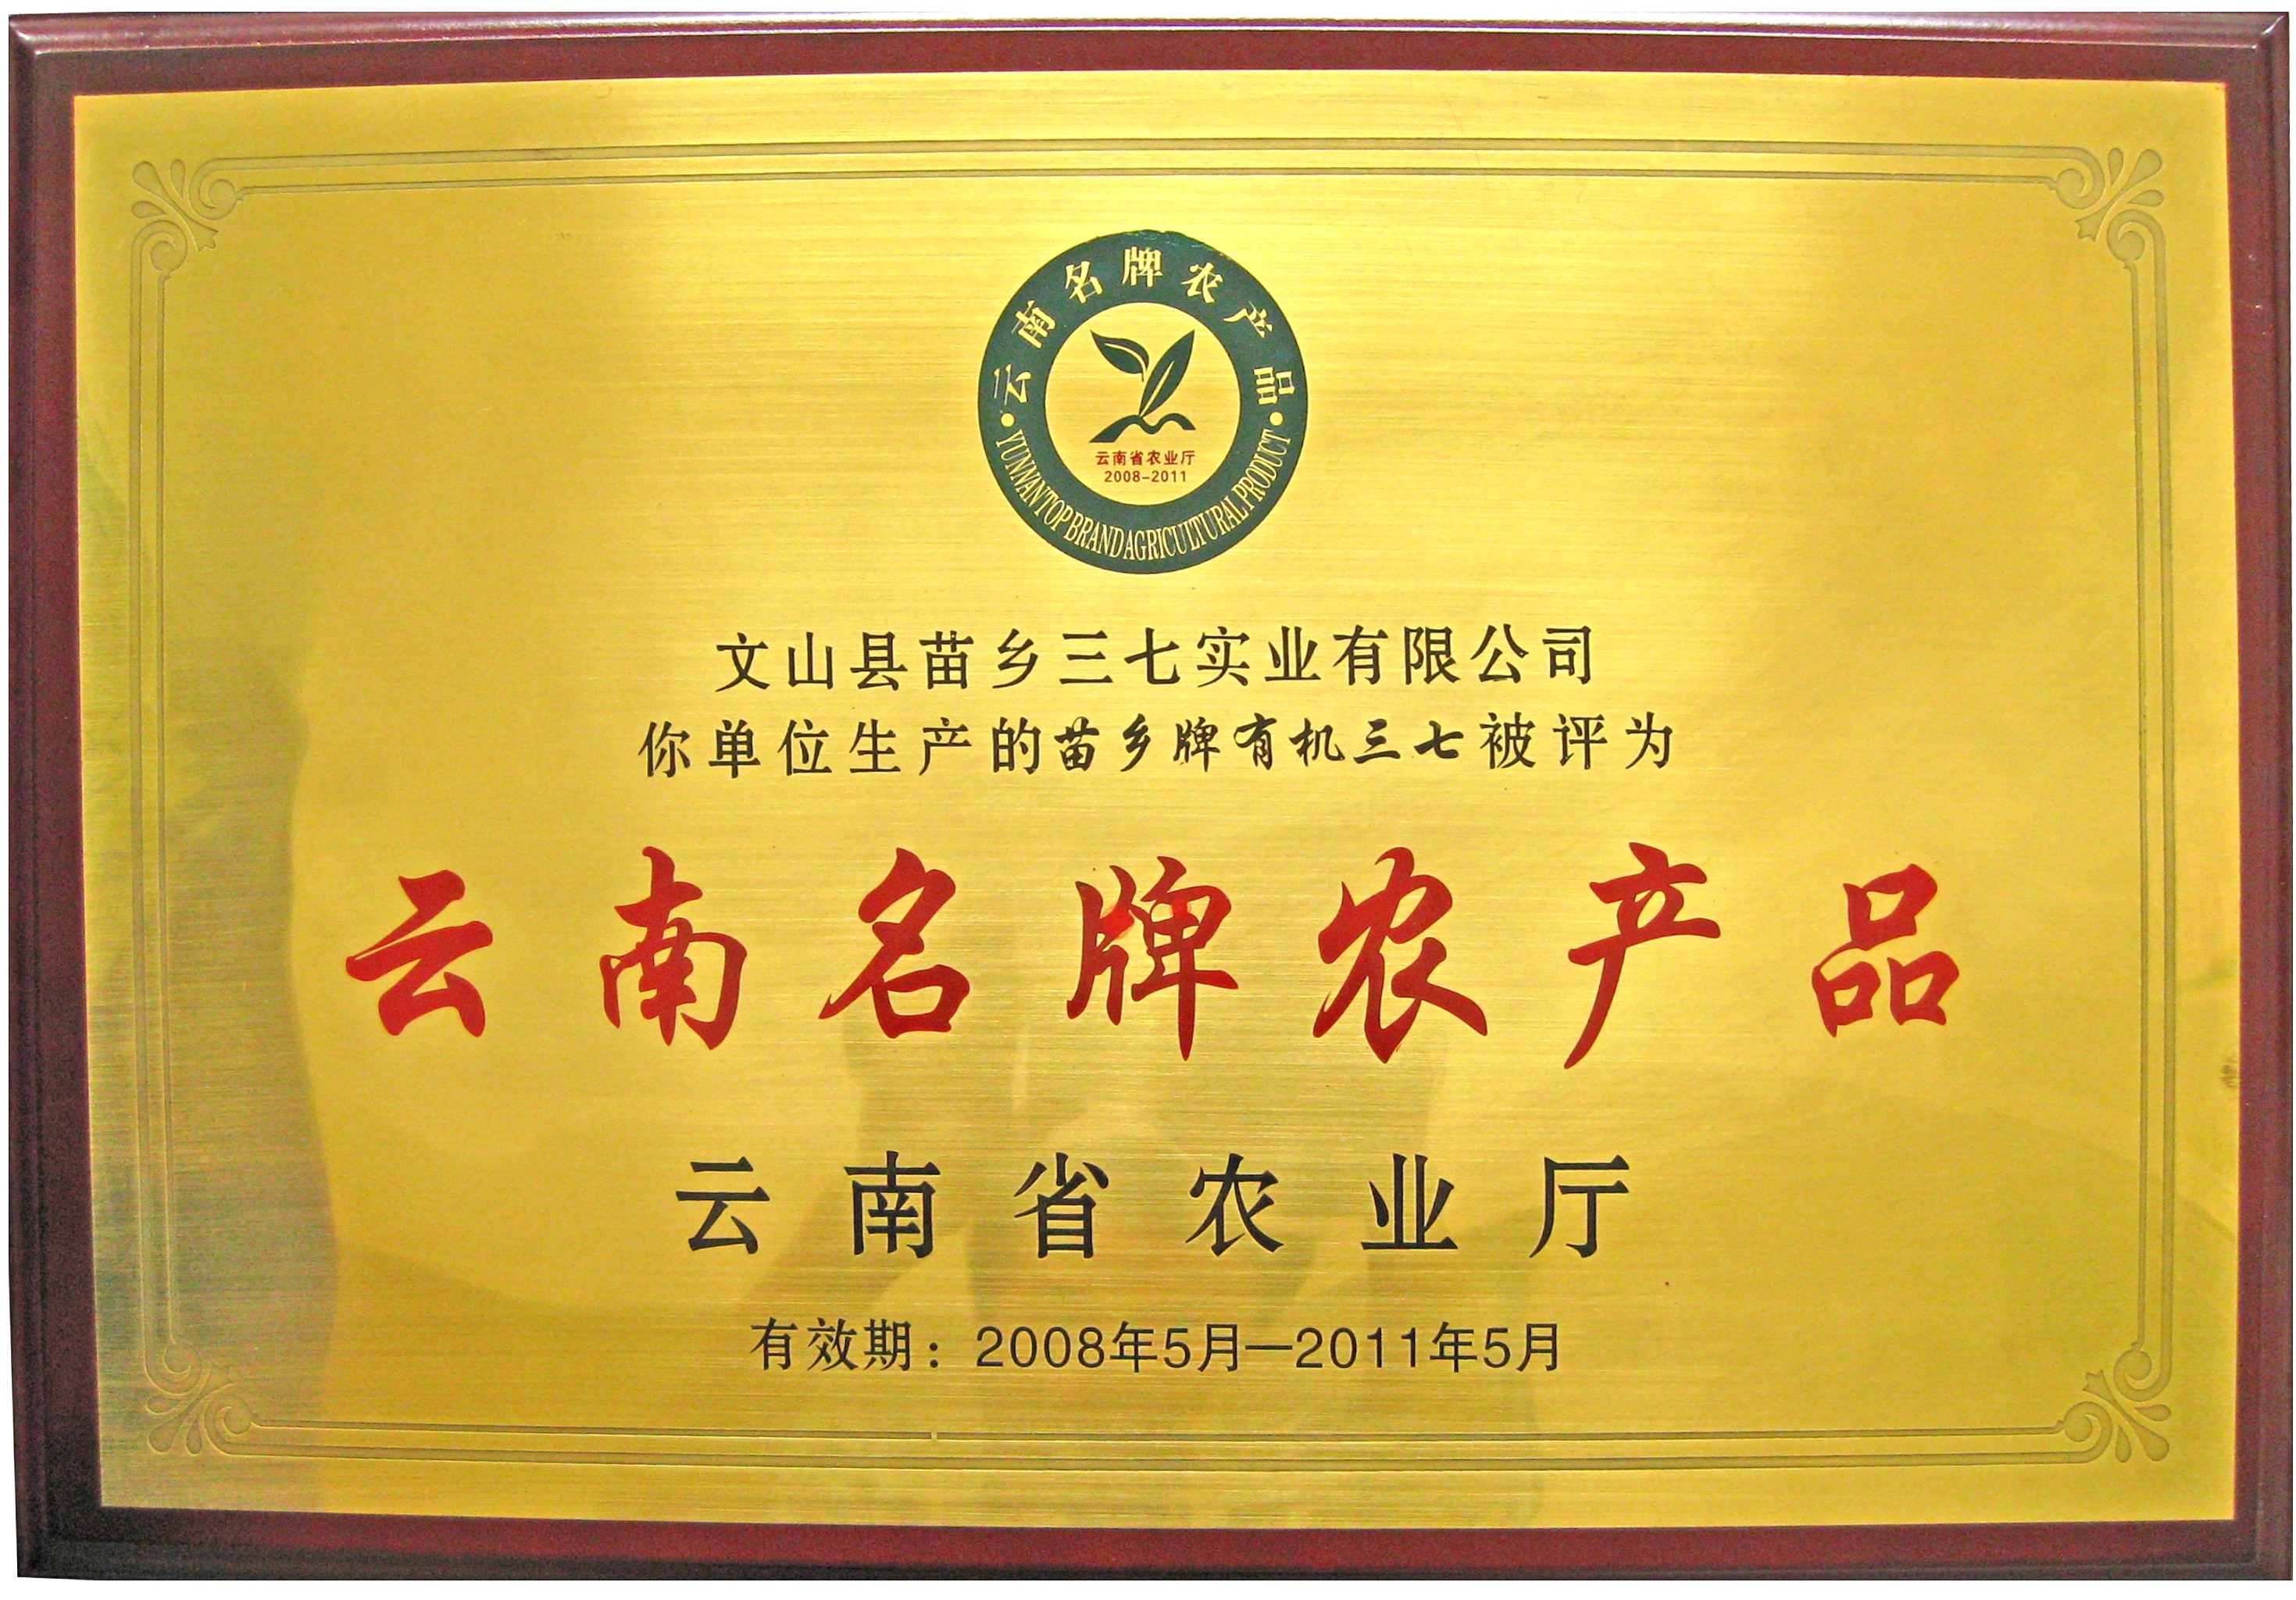 云南名牌农产品
云南省农业厅
2008-2011
YUNNAN TOP BRAND AGRICULTURAL PRODUCT
文山县苗乡三七实业有限公司
你单位生产的苗乡牌有机三七被评为
云南名牌农产品
云南省农业厅
有效期：2008年5月—2011年5月